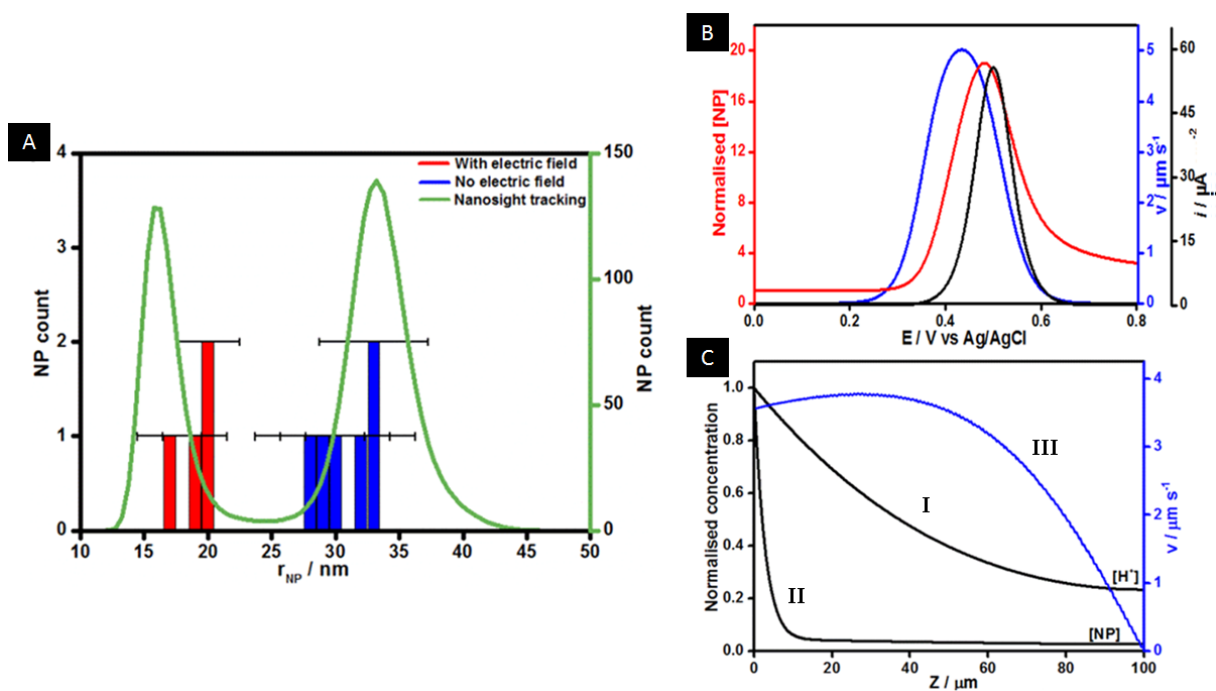 A
4
3
2
1
0
NP count
150
100
50
0
NP count
With electric field
No electric field
Nanosight tracking
10 15 20 25 30 35 40 45 50
r_NP / nm
B
20
16
12
8
4
0
Normalised [NP]
5
4
3
2
1
0
v / μm s⁻¹
60
45
30
15
0
i / μA
-2
0.0 0.2 0.4 0.6 0.8
E / V vs Ag/AgCl
C
1.0
0.8
0.6
0.4
0.2
0.0
Normalised concentration
I
II
III
[H⁺]
[NP]
4
3
2
1
0
v / μm s⁻¹
0 20 40 60 80 100
Z / μm